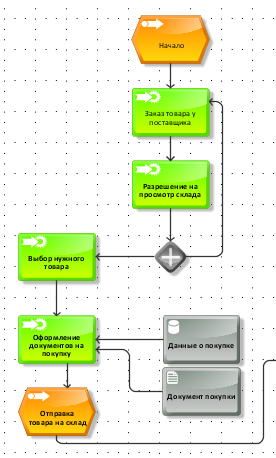 Начало
Заказ товара у
поставщика
Разрешение на
просмотр склада
Выбор нужного
товара
Оформление
документов на
покупку
Данные о покупке
Документ покупки
Отправка
товара на склад